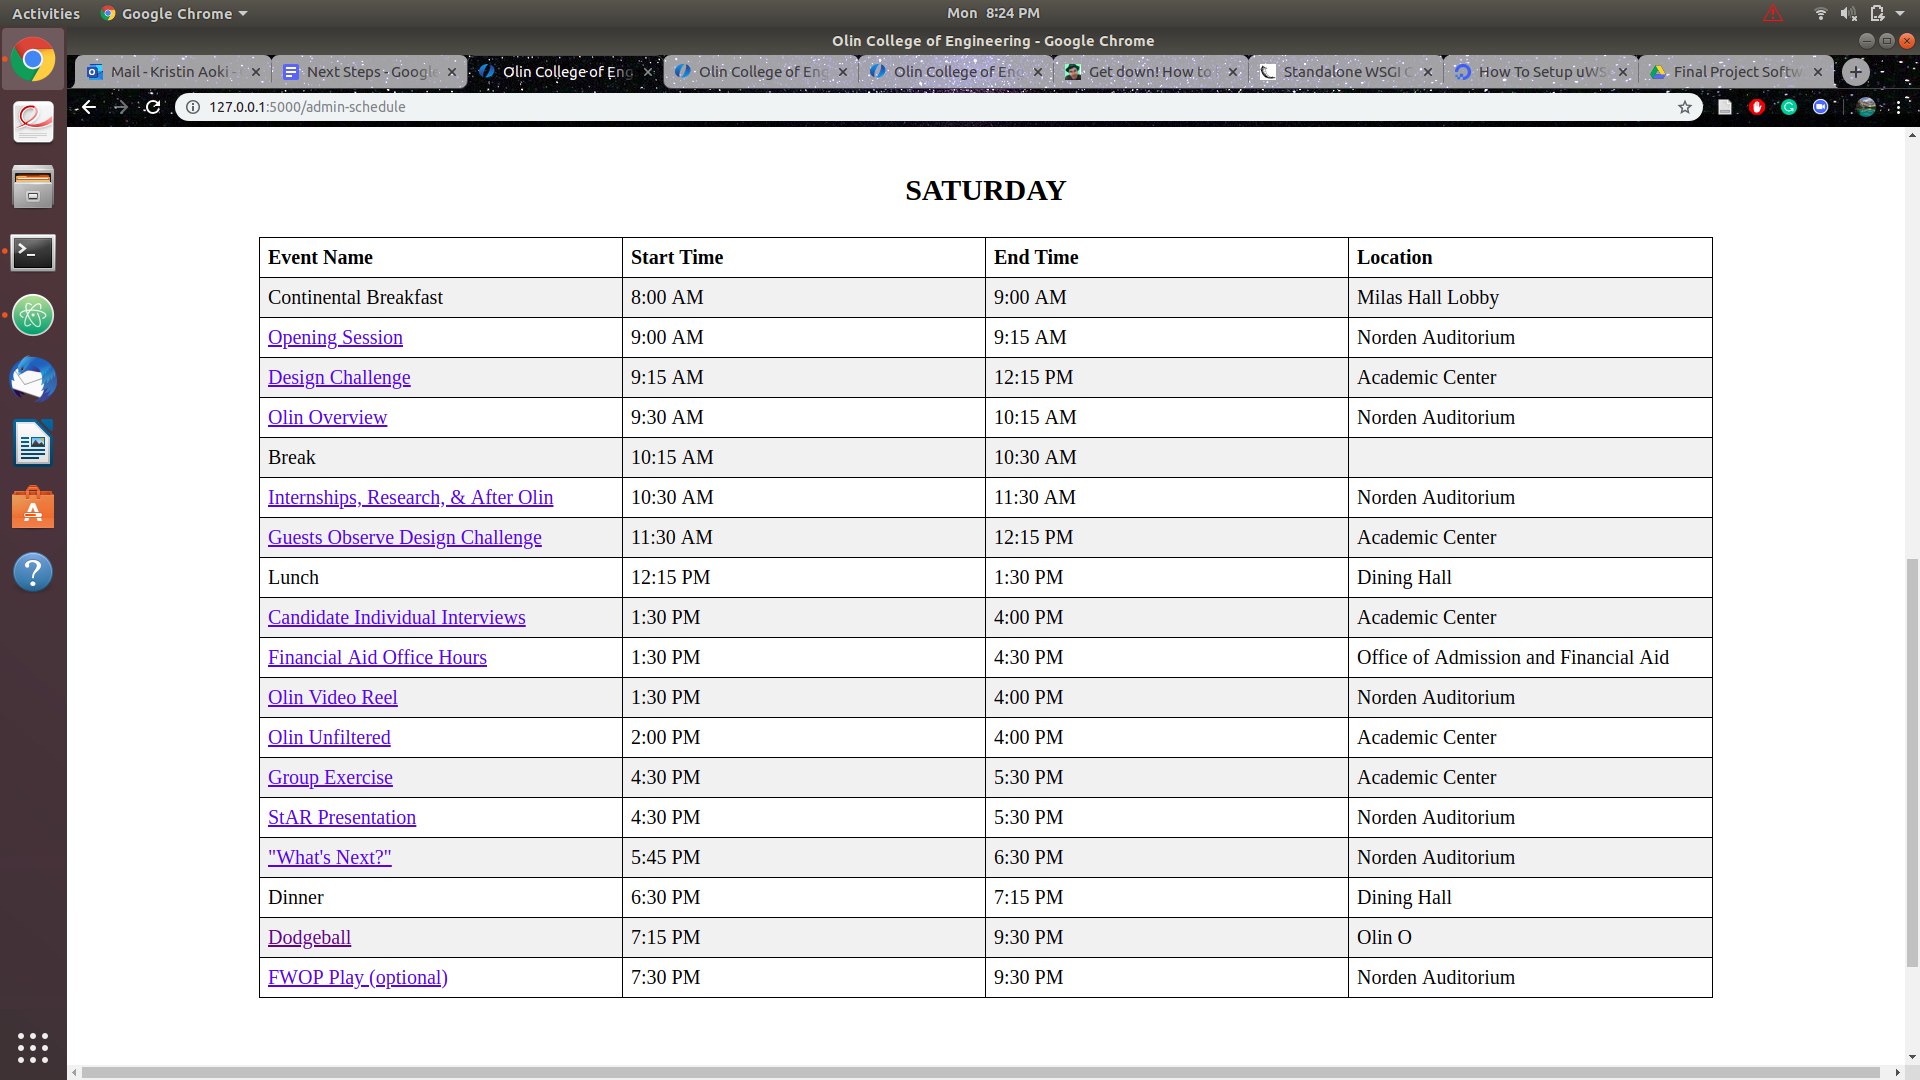 Activities Google Chrome Mon 8:24 PM
Olin College of Engineering - Google Chrome
Mail - Kristin Aoki - Next Steps - Google Olin College of Eng Olin College of Eng Olin College of Eng Get down! How to Standalone WSGI C How To Setup uWS Final Project Softw
127.0.0.1:5000/admin-schedule
SATURDAY
Event Name Start Time End Time Location
Continental Breakfast 8:00 AM 9:00 AM Milas Hall Lobby
Opening Session 9:00 AM 9:15 AM Norden Auditorium
Design Challenge 9:15 AM 12:15 PM Academic Center
Olin Overview 9:30 AM 10:15 AM Norden Auditorium
Break 10:15 AM 10:30 AM
Internships, Research, & After Olin 10:30 AM 11:30 AM Norden Auditorium
Guests Observe Design Challenge 11:30 AM 12:15 PM Academic Center
Lunch 12:15 PM 1:30 PM Dining Hall
Candidate Individual Interviews 1:30 PM 4:00 PM Academic Center
Financial Aid Office Hours 1:30 PM 4:30 PM Office of Admission and Financial Aid
Olin Video Reel 1:30 PM 4:00 PM Norden Auditorium
Olin Unfiltered 2:00 PM 4:00 PM Academic Center
Group Exercise 4:30 PM 5:30 PM Academic Center
StAR Presentation 4:30 PM 5:30 PM Norden Auditorium
"What's Next?" 5:45 PM 6:30 PM Norden Auditorium
Dinner 6:30 PM 7:15 PM Dining Hall
Dodgeball 7:15 PM 9:30 PM Olin O
FWOP Play (optional) 7:30 PM 9:30 PM Norden Auditorium